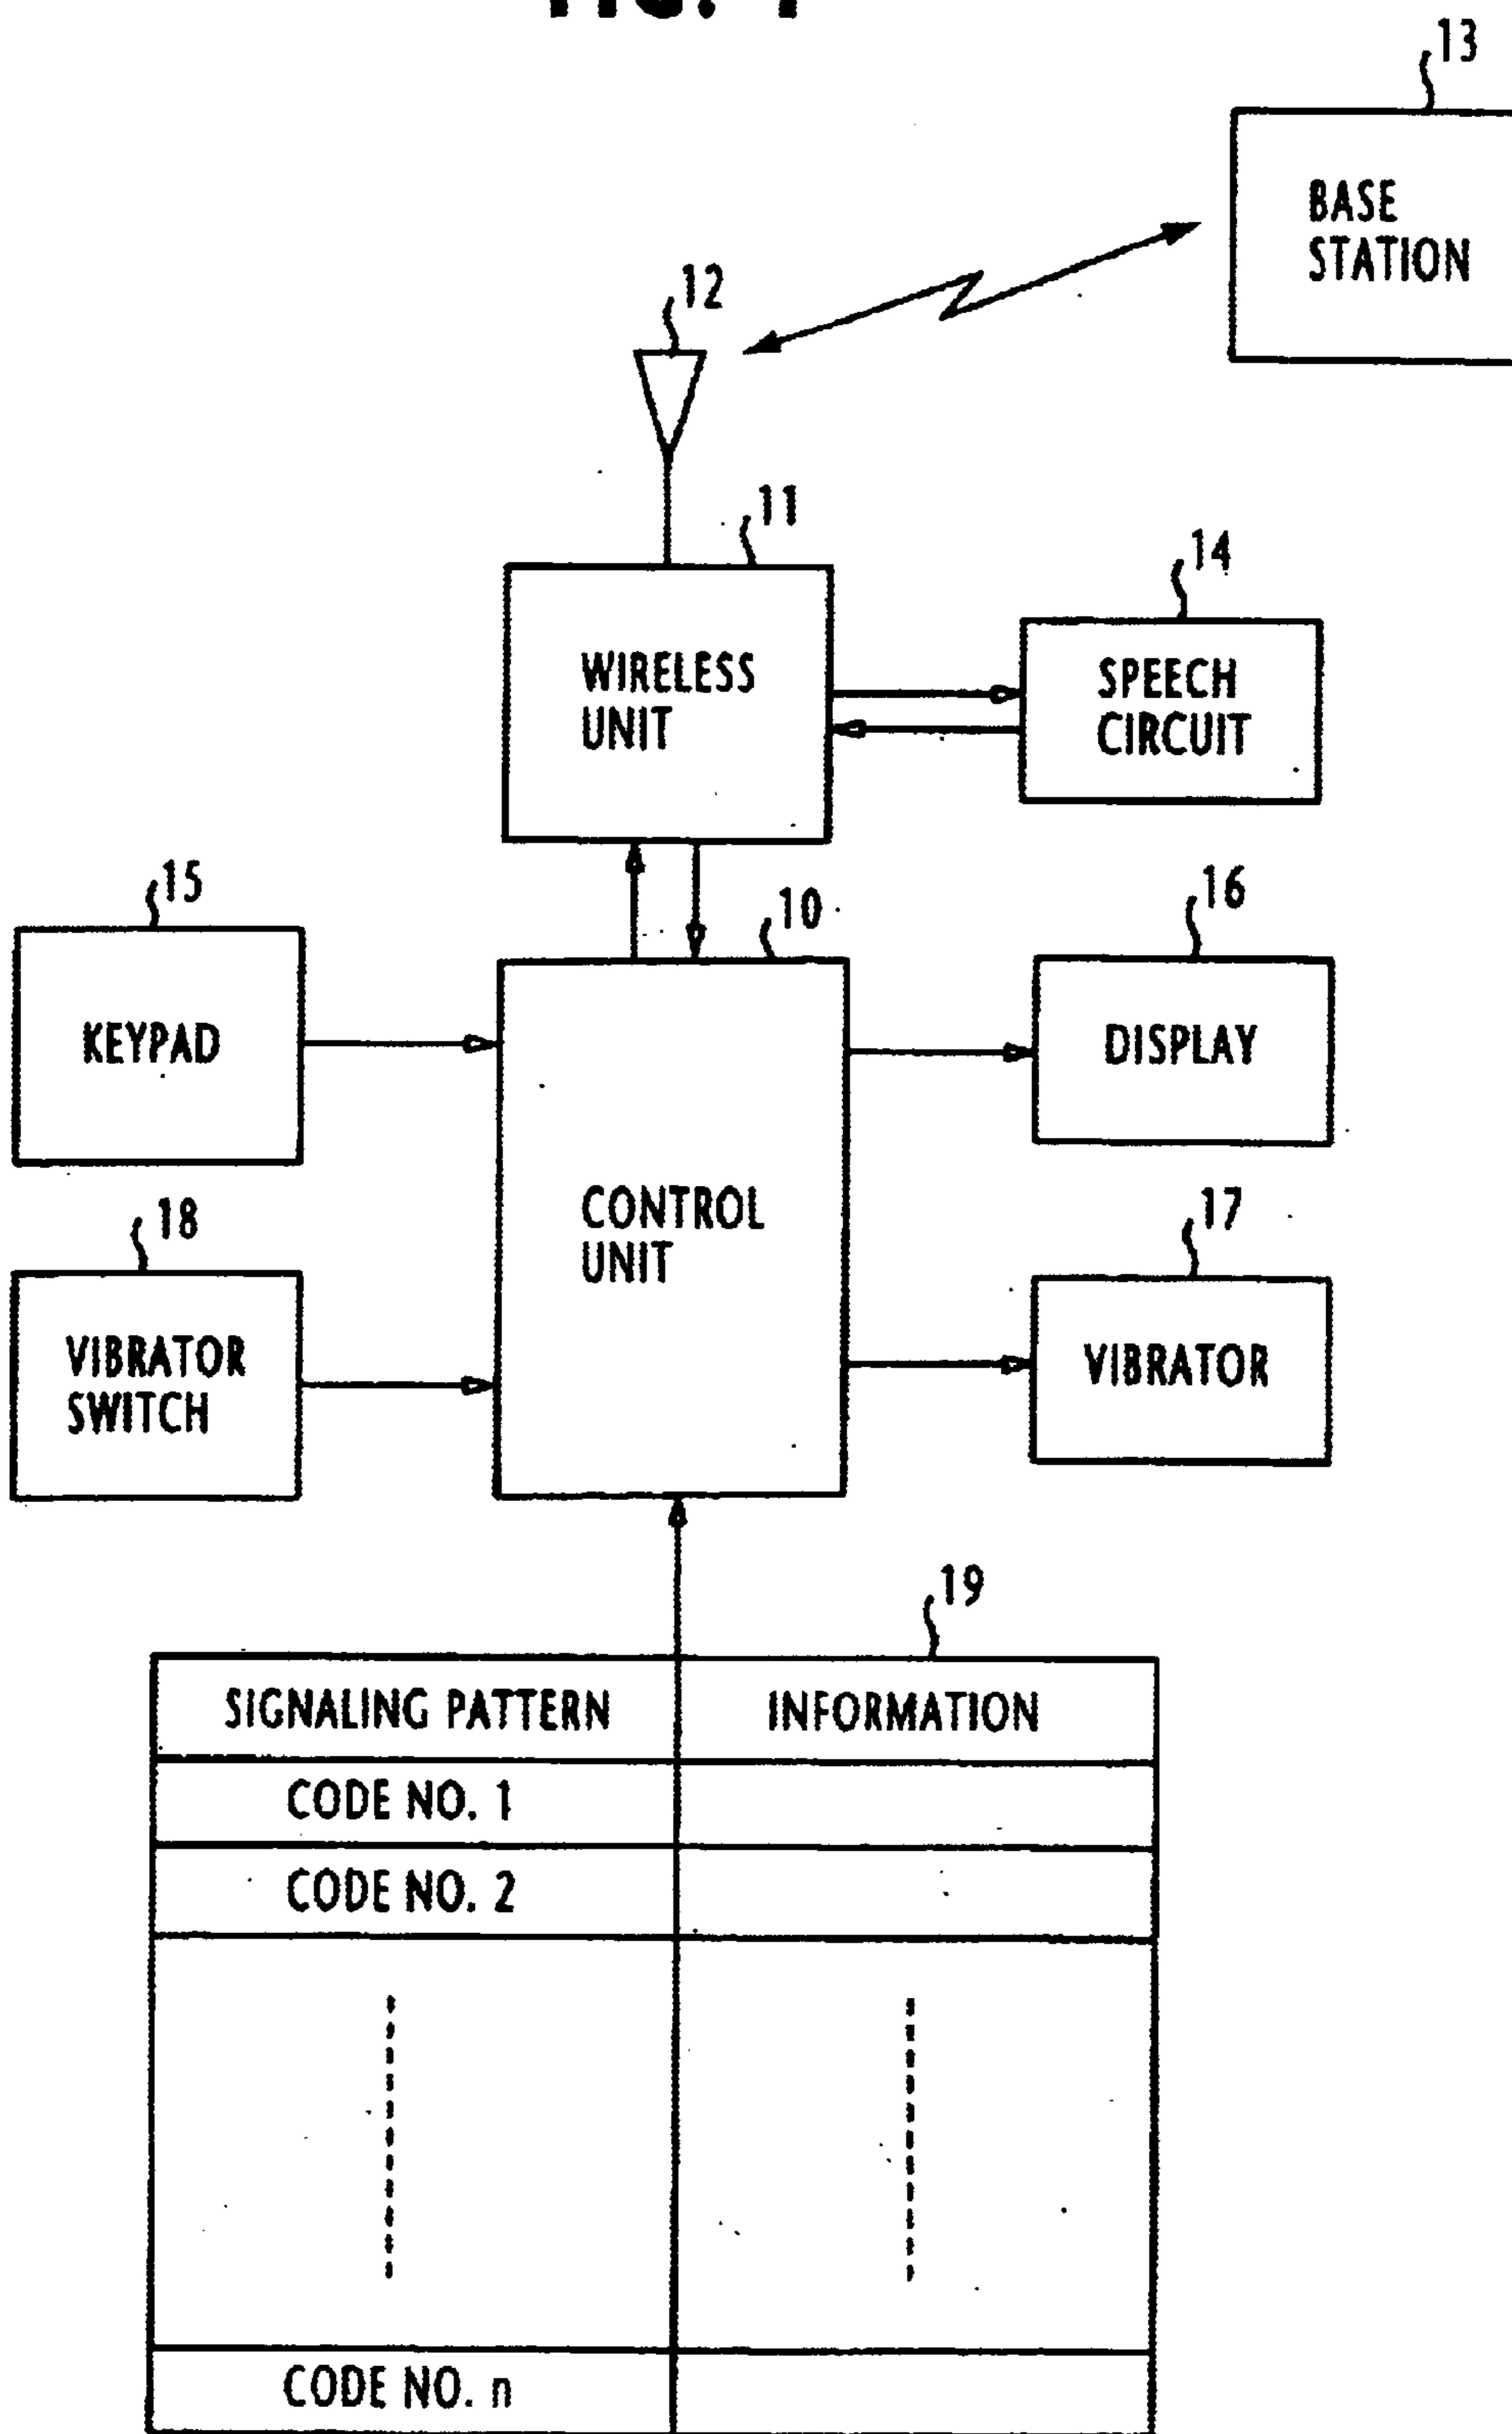 13
BASE
STATION
12
11
14
WIRELESS
UNIT
SPEECH
CIRCUIT
15
10
16
KEYPAD
DISPLAY
CONTROL
UNIT
18
17
VIBRATOR
SWITCH
VIBRATOR
19
SIGNALING PATTERN INFORMATION
CODE NO. 1
CODE NO. 2
CODE NO. n